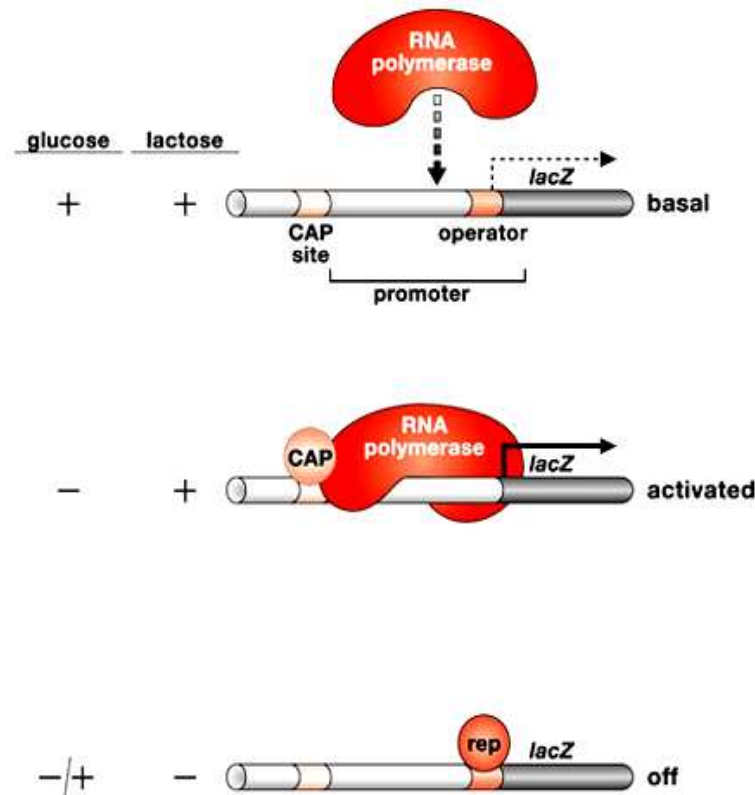 RNA
polymerase
glucose lactose
lacZ
+ + basal
CAP
site
operator
promoter
RNA
polymerase
CAP
lacZ
− + activated
rep
lacZ
−/+ − off